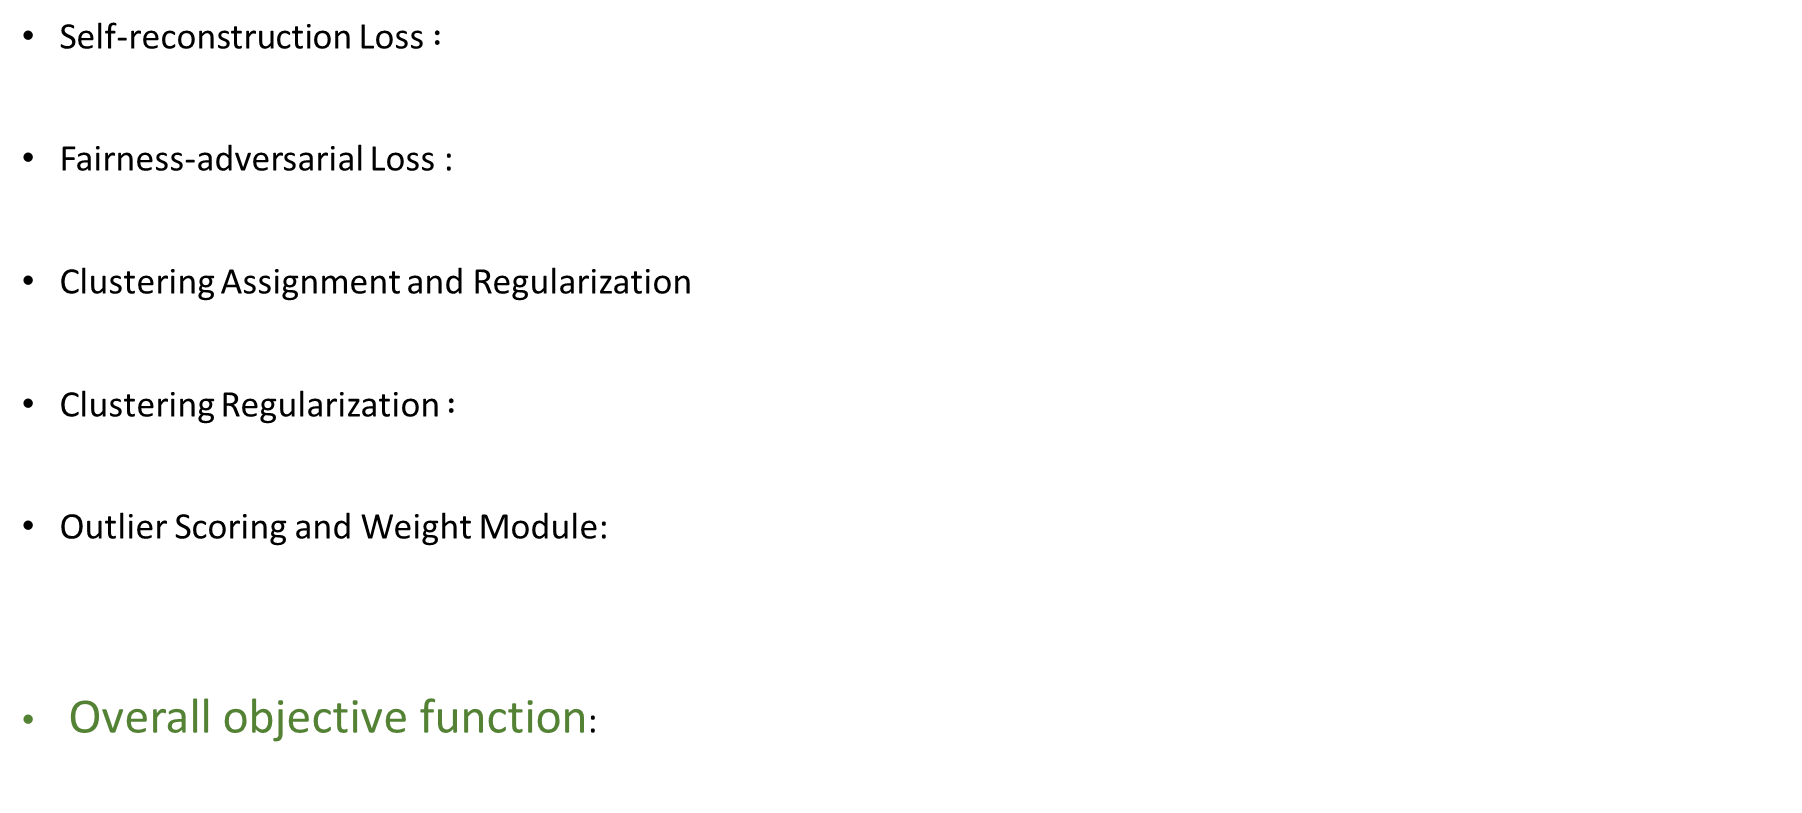 • Self-reconstruction Loss :
• Fairness-adversarial Loss :
• Clustering Assignment and Regularization
• Clustering Regularization :
• Outlier Scoring and Weight Module:
• Overall objective function: